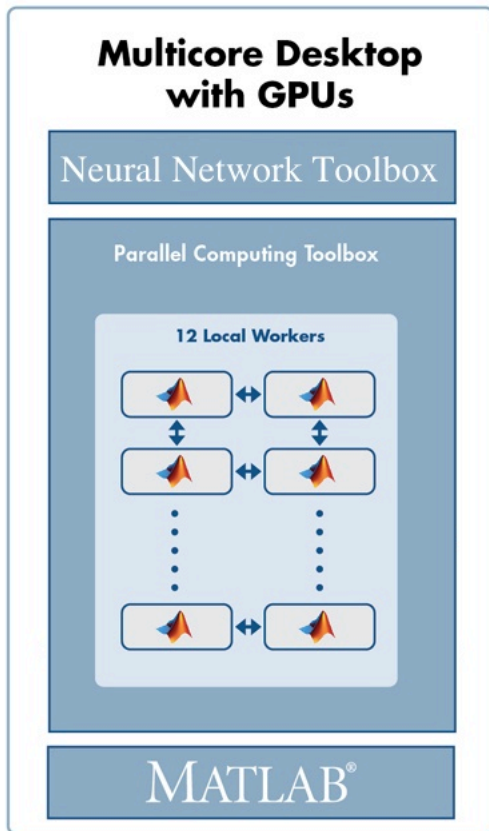 Multicore Desktop
with GPUs
Neural Network Toolbox
Parallel Computing Toolbox
12 Local Workers
MATLAB®